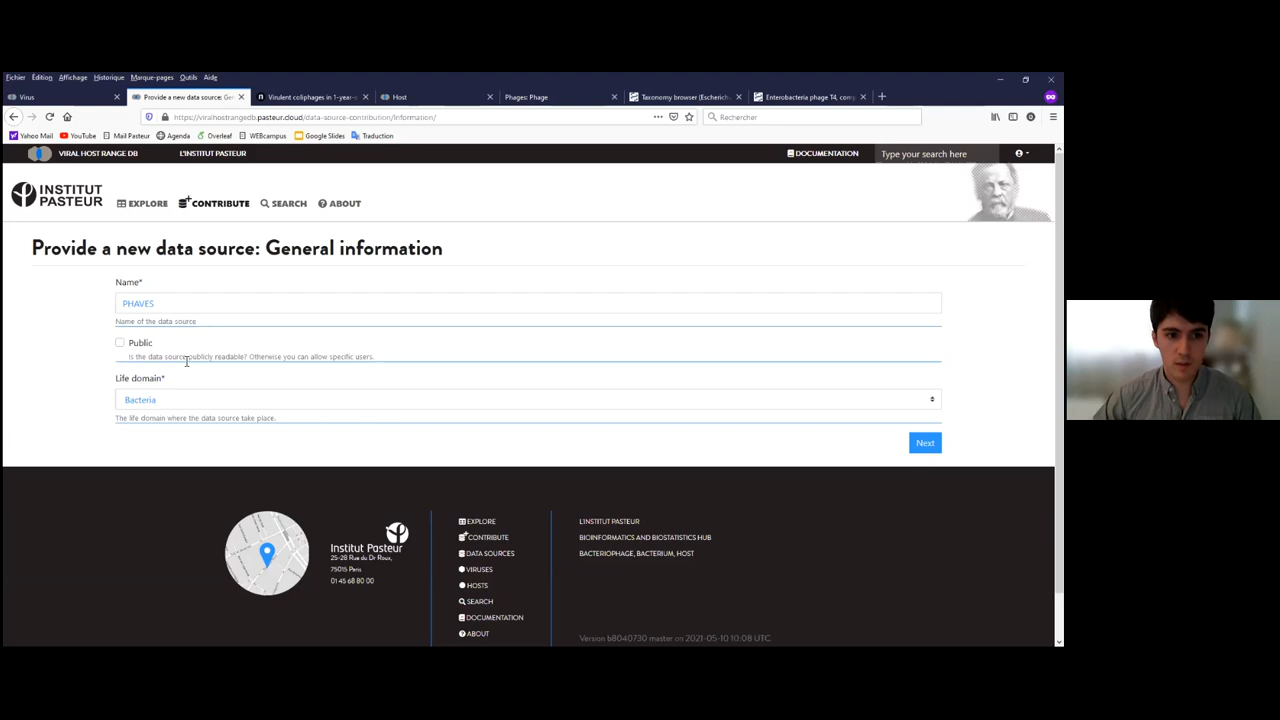 Fichier Édition Affichage Historique Marque-pages Outils Aide
Virus Provide a new data source: Gen Virulent coliphages in 1-year-o Host Phages: Phage Taxonomy browser (Escherich Enterobacteria phage T4, comp
https://viralhostrangedb.pasteur.cloud/data-source-contribution/information/ Rechercher
Yahoo Mail YouTube Mail Pasteur Agenda Overleaf WEBcampus Google Slides Traduction
VIRAL HOST RANGE DB L'INSTITUT PASTEUR DOCUMENTATION Type your search here
INSTITUT PASTEUR EXPLORE CONTRIBUTE SEARCH ABOUT
Provide a new data source: General information
Name*
PHAVES
Name of the data source
Public
Is the data source publicly readable? Otherwise you can allow specific users.
Life domain*
Bacteria
The life domain where the data source take place.
Next
Institut Pasteur
25-28 Rue du Dr Roux,
75015 Paris
01 45 68 80 00
EXPLORE
CONTRIBUTE
DATA SOURCES
VIRUSES
HOSTS
SEARCH
DOCUMENTATION
ABOUT
L'INSTITUT PASTEUR
BIOINFORMATICS AND BIOSTATISTICS HUB
BACTERIOPHAGE, BACTERIUM, HOST
Version b8040730 master on 2021-05-10 10:08 UTC